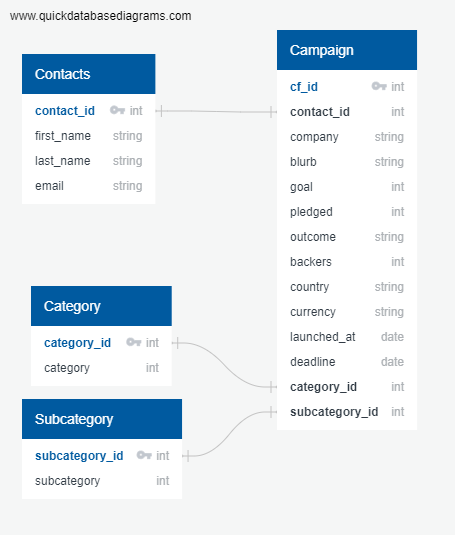 www.quickdatabasediagrams.com
Contacts
contact_id int
first_name string
last_name string
email string
Campaign
cf_id int
contact_id int
company string
blurb string
goal int
pledged int
outcome string
backers int
country string
currency string
launched_at date
deadline date
category_id int
subcategory_id int
Category
category_id int
category int
Subcategory
subcategory_id int
subcategory int